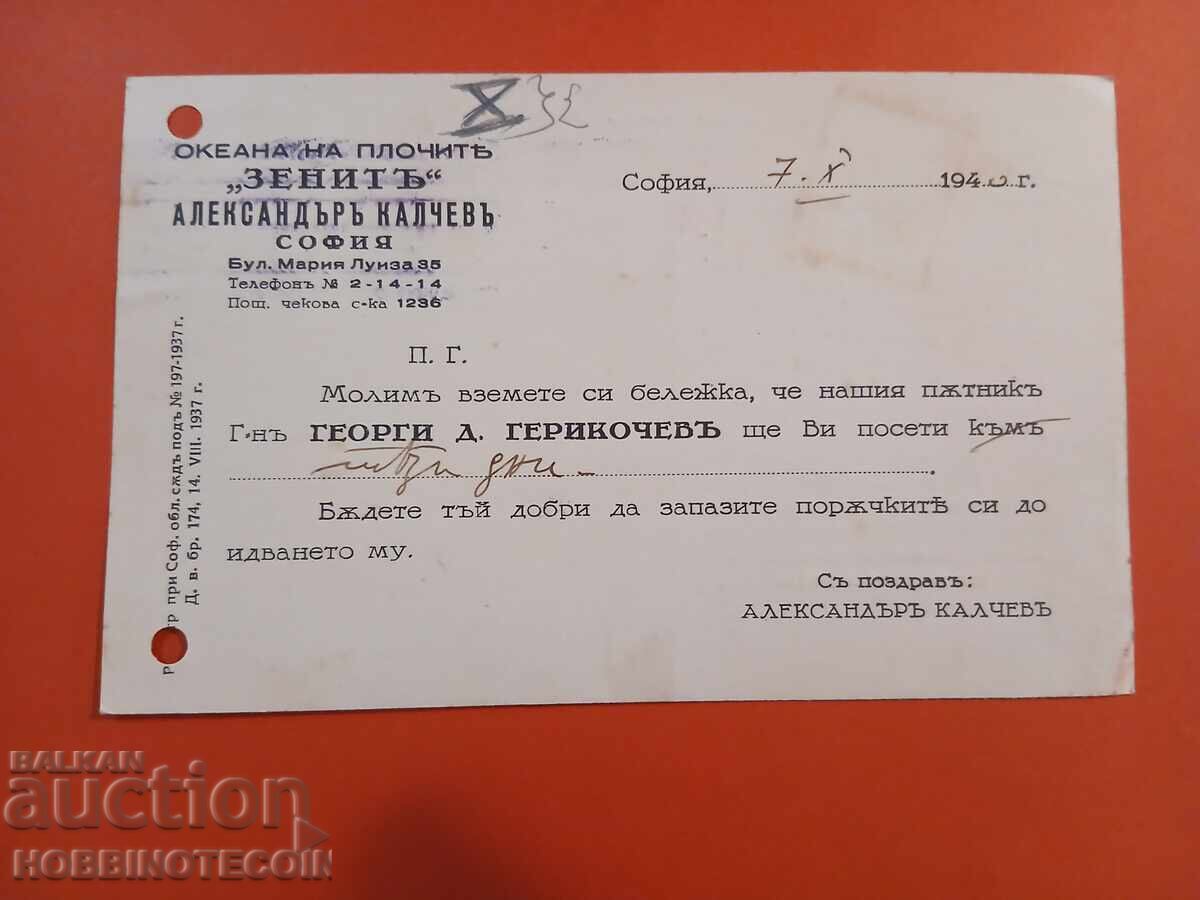 X
ОКЕАНА НА ПЛОЧИТѢ
„ЗЕНИТЪ“
АЛЕКСАНДЪРЪ КАЛЧЕВЪ
СОФИЯ
Бул. Мария Луиза 35
Телефонъ № 2-14-14
Пощ. чекова с-ка 1236
София, 7. X 1940 г.
П. Г.
Молимъ вземете си бележка, че нашия пѫтникъ
Г-нъ ГЕОРГИ Д. ГЕРИКОЧЕВЪ ще Ви посети къмъ
тѣзи дни.
Бѫдете тъй добри да запазите порѫчкитѣ си до
идването му.
Съ поздравъ:
АЛЕКСАНДЪРЪ КАЛЧЕВЪ
при Соф. обл. сѫдъ подъ № 197-1937 г.
Д. в. бр. 174, 14. VIII. 1937 г.
BALKAN
auction
HOBBINOTECOIN